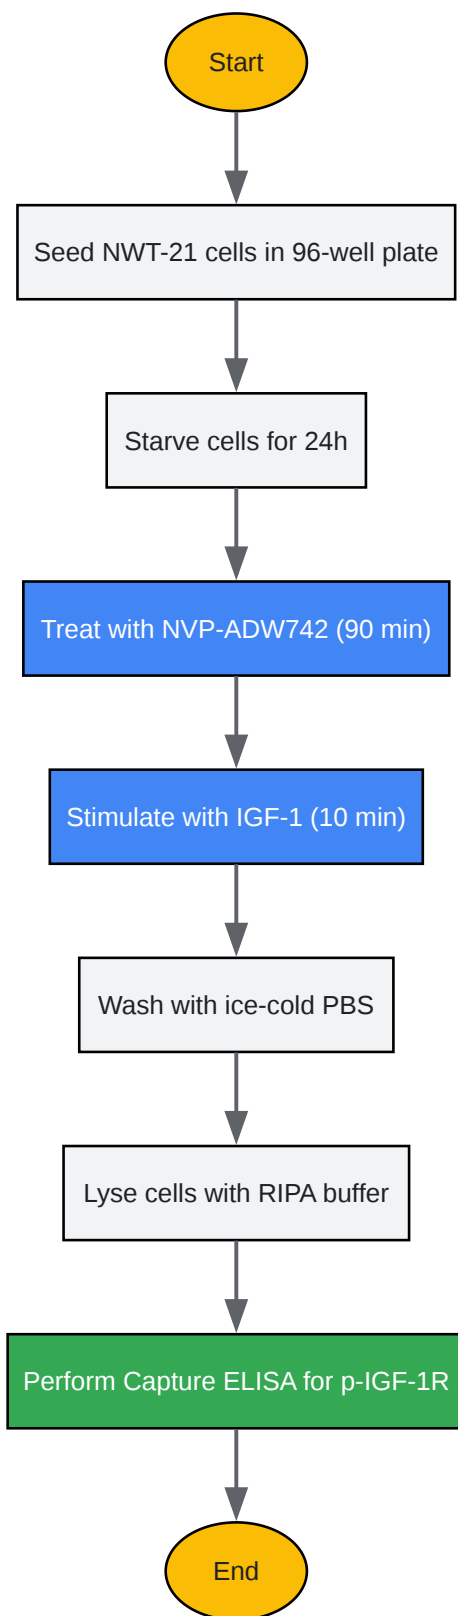 Start
Seed NWT-21 cells in 96-well plate
Starve cells for 24h
Treat with NVP-ADW742 (90 min)
Stimulate with IGF-1 (10 min)
Wash with ice-cold PBS
Lyse cells with RIPA buffer
Perform Capture ELISA for p-IGF-1R
End